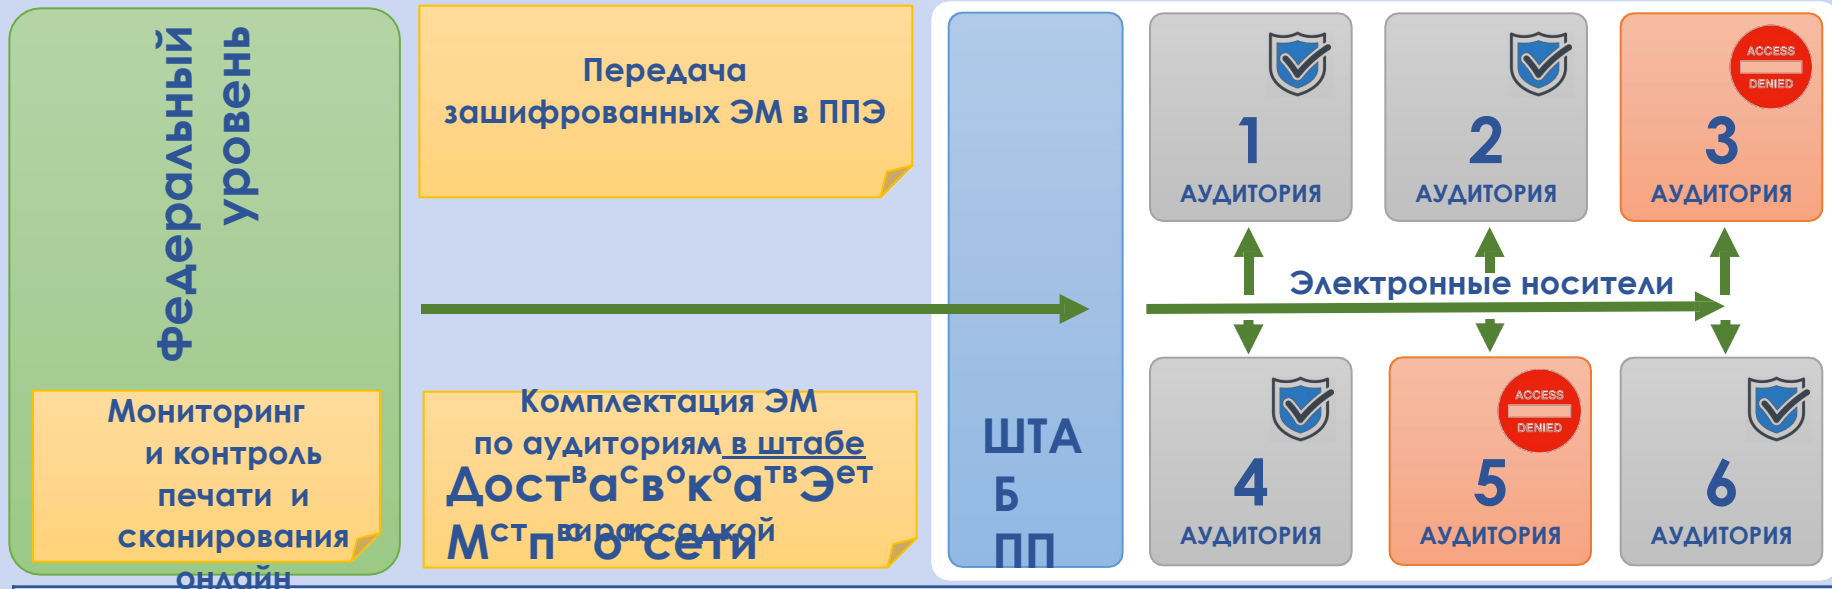 Федеральный
уровень
Мониторинг
и контроль
печати и
сканирования
онлайн
Передача
зашифрованных ЭМ в ППЭ
Комплектация ЭМ
по аудиториям в штабе
сети
ШТА
Б
ПП
1
АУДИТОРИЯ
ACCESS
DENIED
2
АУДИТОРИЯ
3
АУДИТОРИЯ
Электронные носители
4
АУДИТОРИЯ
ACCESS
DENIED
5
АУДИТОРИЯ
6
АУДИТОРИЯ